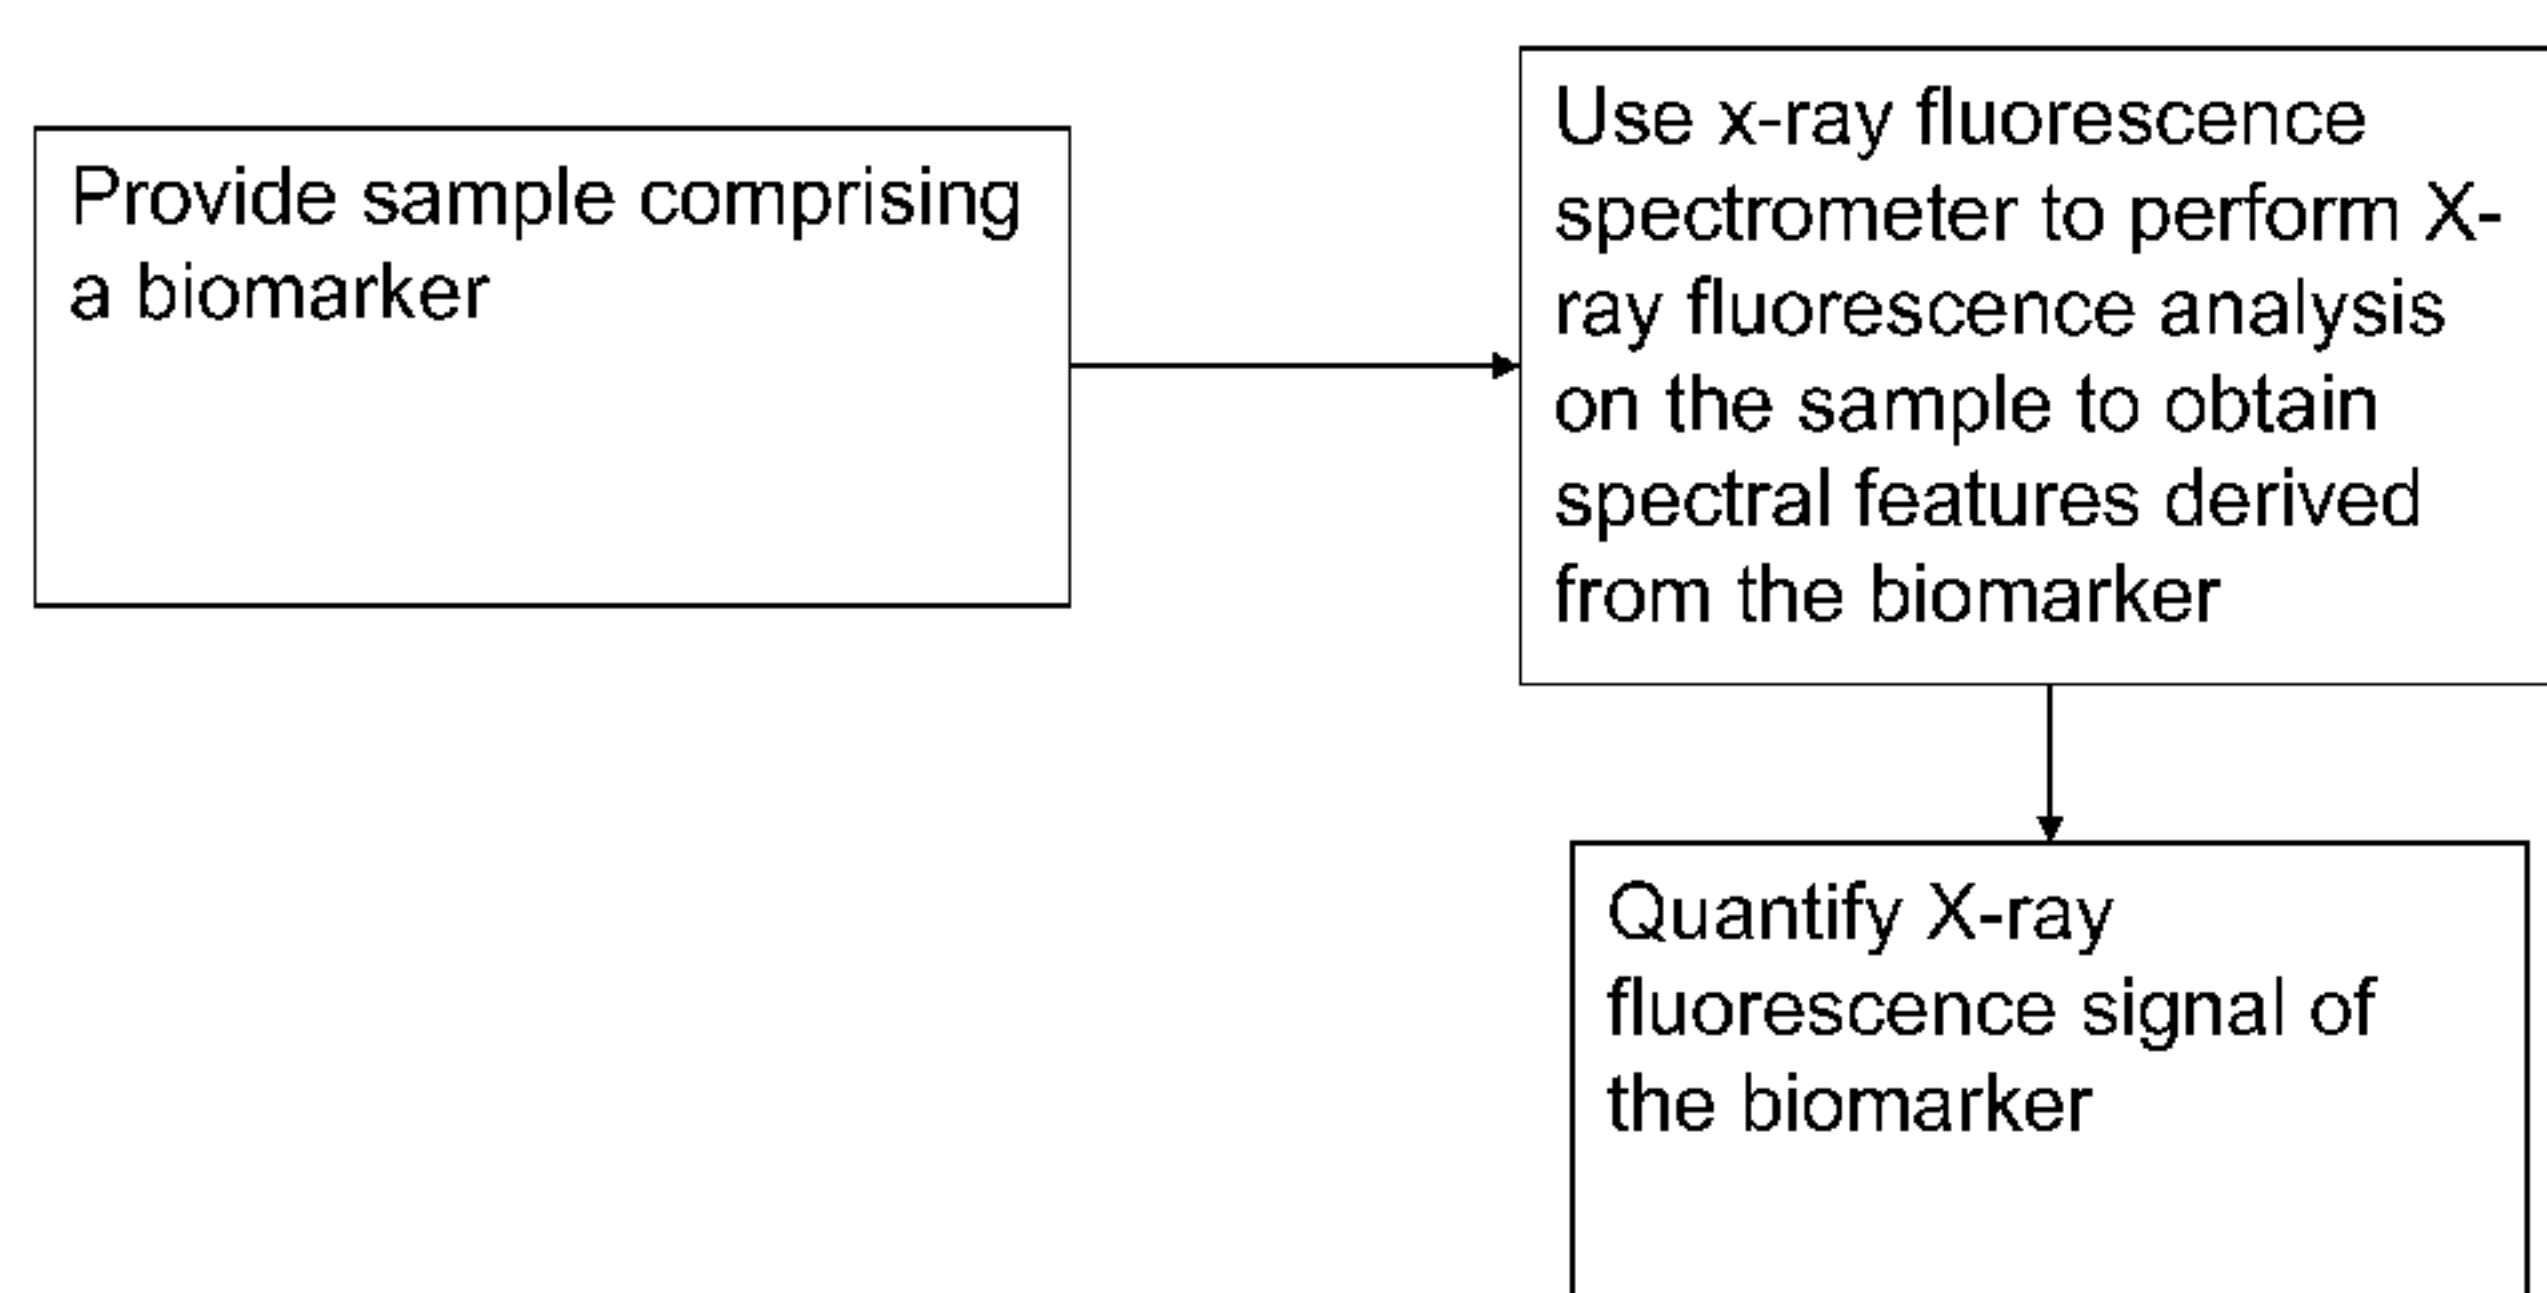 Provide sample comprising
a biomarker
Use x-ray fluorescence
spectrometer to perform X-
ray fluorescence analysis
on the sample to obtain
spectral features derived
from the biomarker
Quantify X-ray
fluorescence signal of
the biomarker